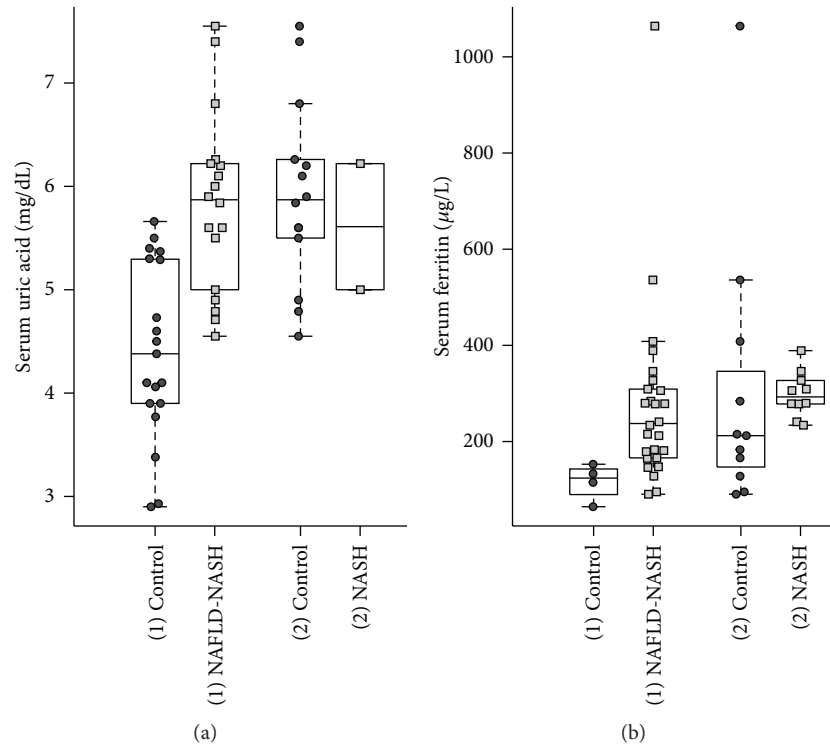 7
6
5
4
3
Serum uric acid (mg/dL)
(1) Control
(1) NAFLD-NASH
(2) Control
(2) NASH
(a)
1000
800
600
400
200
Serum ferritin (μg/L)
(1) Control
(1) NAFLD-NASH
(2) Control
(2) NASH
(b)